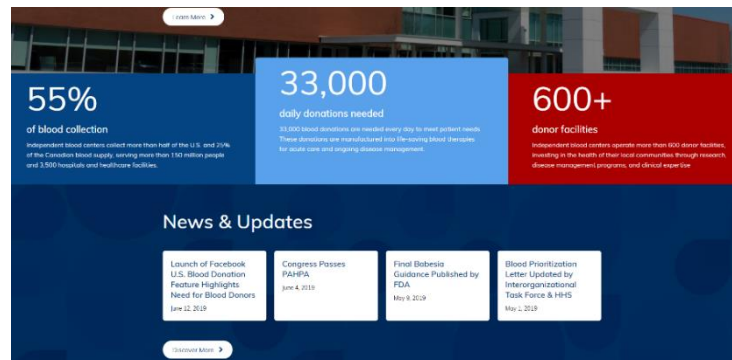 Learn More
55%
of blood collection
Independent blood centers collect more than half of the U.S. and 25%
of the Canadian blood supply, serving more than 150 million people
and 3,500 hospitals and healthcare facilities.
33,000
daily donations needed
33,000 blood donations are needed every day to meet patient needs
These donations are manufactured into life-saving blood therapies
for acute care and ongoing disease management.
600+
donor facilities
Independent blood centers operate more than 600 donor facilities,
investing in the health of their local communities through research,
disease management programs, and clinical expertise
News & Updates
Launch of Facebook
U.S. Blood Donation
Feature Highlights
Need for Blood Donors
June 12, 2019
Congress Passes
PAHPA
June 4, 2019
Final Babesia
Guidance Published by
FDA
May 9, 2019
Blood Prioritization
Letter Updated by
Interorganizational
Task Force & HHS
May 1, 2019
Discover More